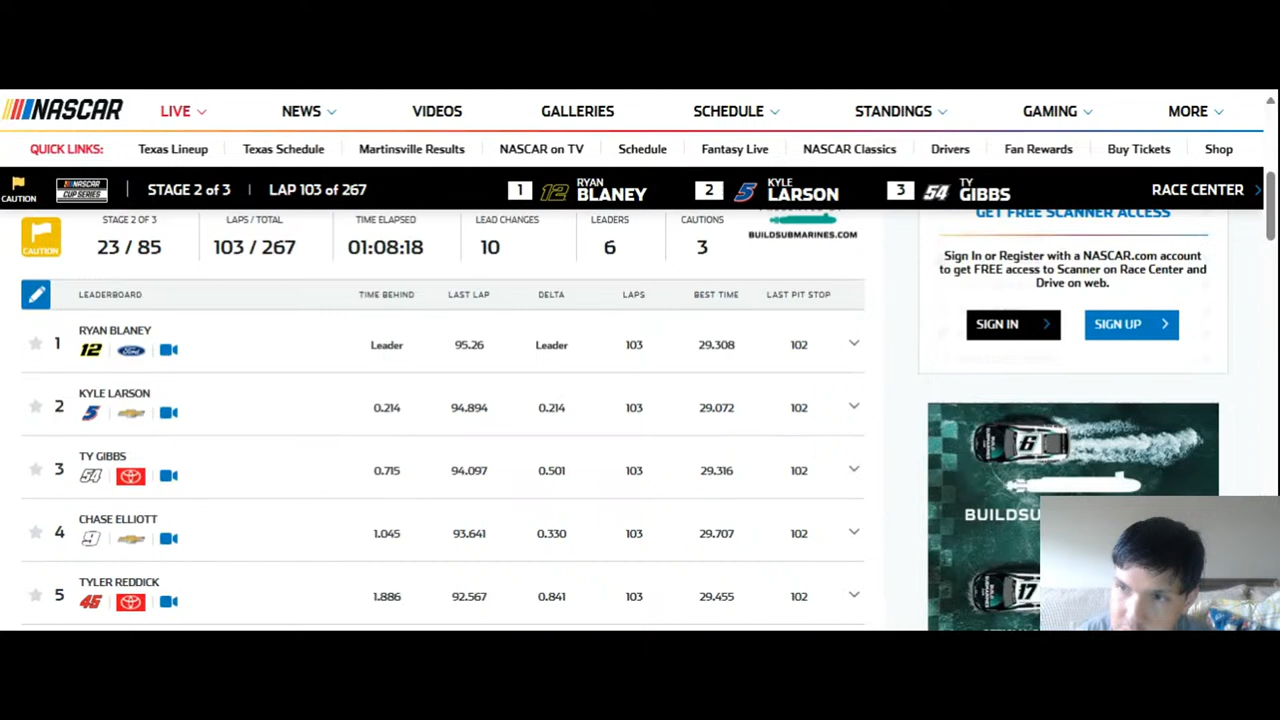 NASCAR
LIVE
NEWS
VIDEOS
GALLERIES
SCHEDULE
STANDINGS
GAMING
MORE
QUICK LINKS:
Texas Lineup
Texas Schedule
Martinsville Results
NASCAR on TV
Schedule
Fantasy Live
NASCAR Classics
Drivers
Fan Rewards
Buy Tickets
Shop
CAUTION
NASCAR
CUP SERIES
STAGE 2 of 3
LAP 103 of 267
1 12 RYAN
BLANEY
2 5 KYLE
LARSON
3 54 TY
GIBBS
RACE CENTER
CAUTION
STAGE 2 OF 3
23 / 85
LAPS / TOTAL
103 / 267
TIME ELAPSED
01:08:18
LEAD CHANGES
10
LEADERS
6
CAUTIONS
3
BUILDSUBMARINES.COM
GET FREE SCANNER ACCESS
Sign In or Register with a NASCAR.com account
to get FREE access to Scanner on Race Center and
Drive on web.
SIGN IN
SIGN UP
LEADERBOARD TIME BEHIND LAST LAP DELTA LAPS BEST TIME LAST PIT STOP
1 RYAN BLANEY
12 Ford
Leader 95.26 Leader 103 29.308 102
2 KYLE LARSON
5
0.214 94.894 0.214 103 29.072 102
3 TY GIBBS
54
0.715 94.097 0.501 103 29.316 102
4 CHASE ELLIOTT
9
1.045 93.641 0.330 103 29.707 102
5 TYLER REDDICK
45
1.886 92.567 0.841 103 29.455 102
6
BUILDSU
17